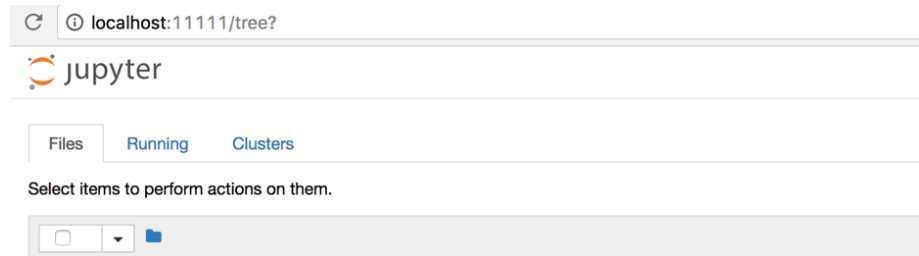 localhost:11111/tree?
jupyter
Files Running Clusters
Select items to perform actions on them.